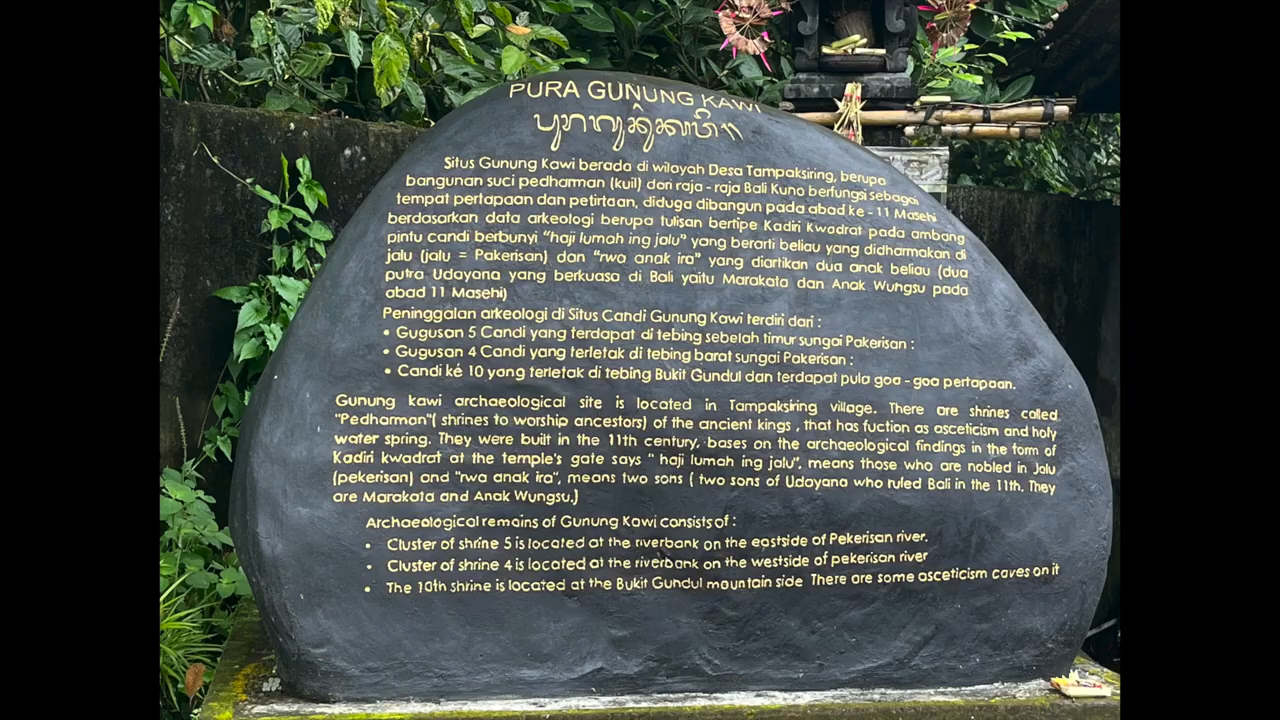 PURA GUNUNG KAWI
Situs Gunung Kawi berada di wilayah Desa Tampaksiring, berupa
bangunan suci pedharman (kuil) dari raja - raja Bali Kuno berfungsi sebagai
tempat pertapaan dan petirtaan, diduga dibangun pada abad ke - 11 Masehi
berdasarkan data arkeologi berupa tulisan bertipe Kadiri Kwadrat pada ambang
pintu candi berbunyi "haji lumah ing jalu" yang berarti beliau yang didharmakan di
jalu (jalu = Pakerisan) dan "rwa anak ira" yang diartikan dua anak beliau (dua
putra Udayana yang berkuasa di Bali yaitu Marakata dan Anak Wungsu pada
abad 11 Masehi)
Peninggalan arkeologi di Situs Candi Gunung Kawi terdiri dari :
• Gugusan 5 Candi yang terdapat di tebing sebelah timur sungai Pakerisan :
• Gugusan 4 Candi yang terletak di tebing barat sungai Pakerisan :
• Candi ké 10 yang terletak di tebing Bukit Gundul dan terdapat pula goa - goa pertapaan.
Gunung kawi archaeological site is located in Tampaksiring village. There are shrines called
"Pedharman"( shrines to worship ancestors) of the ancient kings , that has fuction as asceticism and holy
water spring. They were built in the 11th century, bases on the archaeological findings in the form of
Kadiri kwadrat at the temple's gate says " haji lumah ing jalu", means those who are nobled in Jalu
(pekerisan) and "rwa anak ira", means two sons ( two sons of Udayana who ruled Bali in the 11th. They
are Marakata and Anak Wungsu.)
Archaeological remains of Gunung Kawi consists of :
• Cluster of shrine 5 is located at the riverbank on the eastside of Pekerisan river.
• Cluster of shrine 4 is located at the riverbank on the westside of pekerisan river
• The 10th shrine is located at the Bukit Gundul mountain side There are some asceticism caves on it